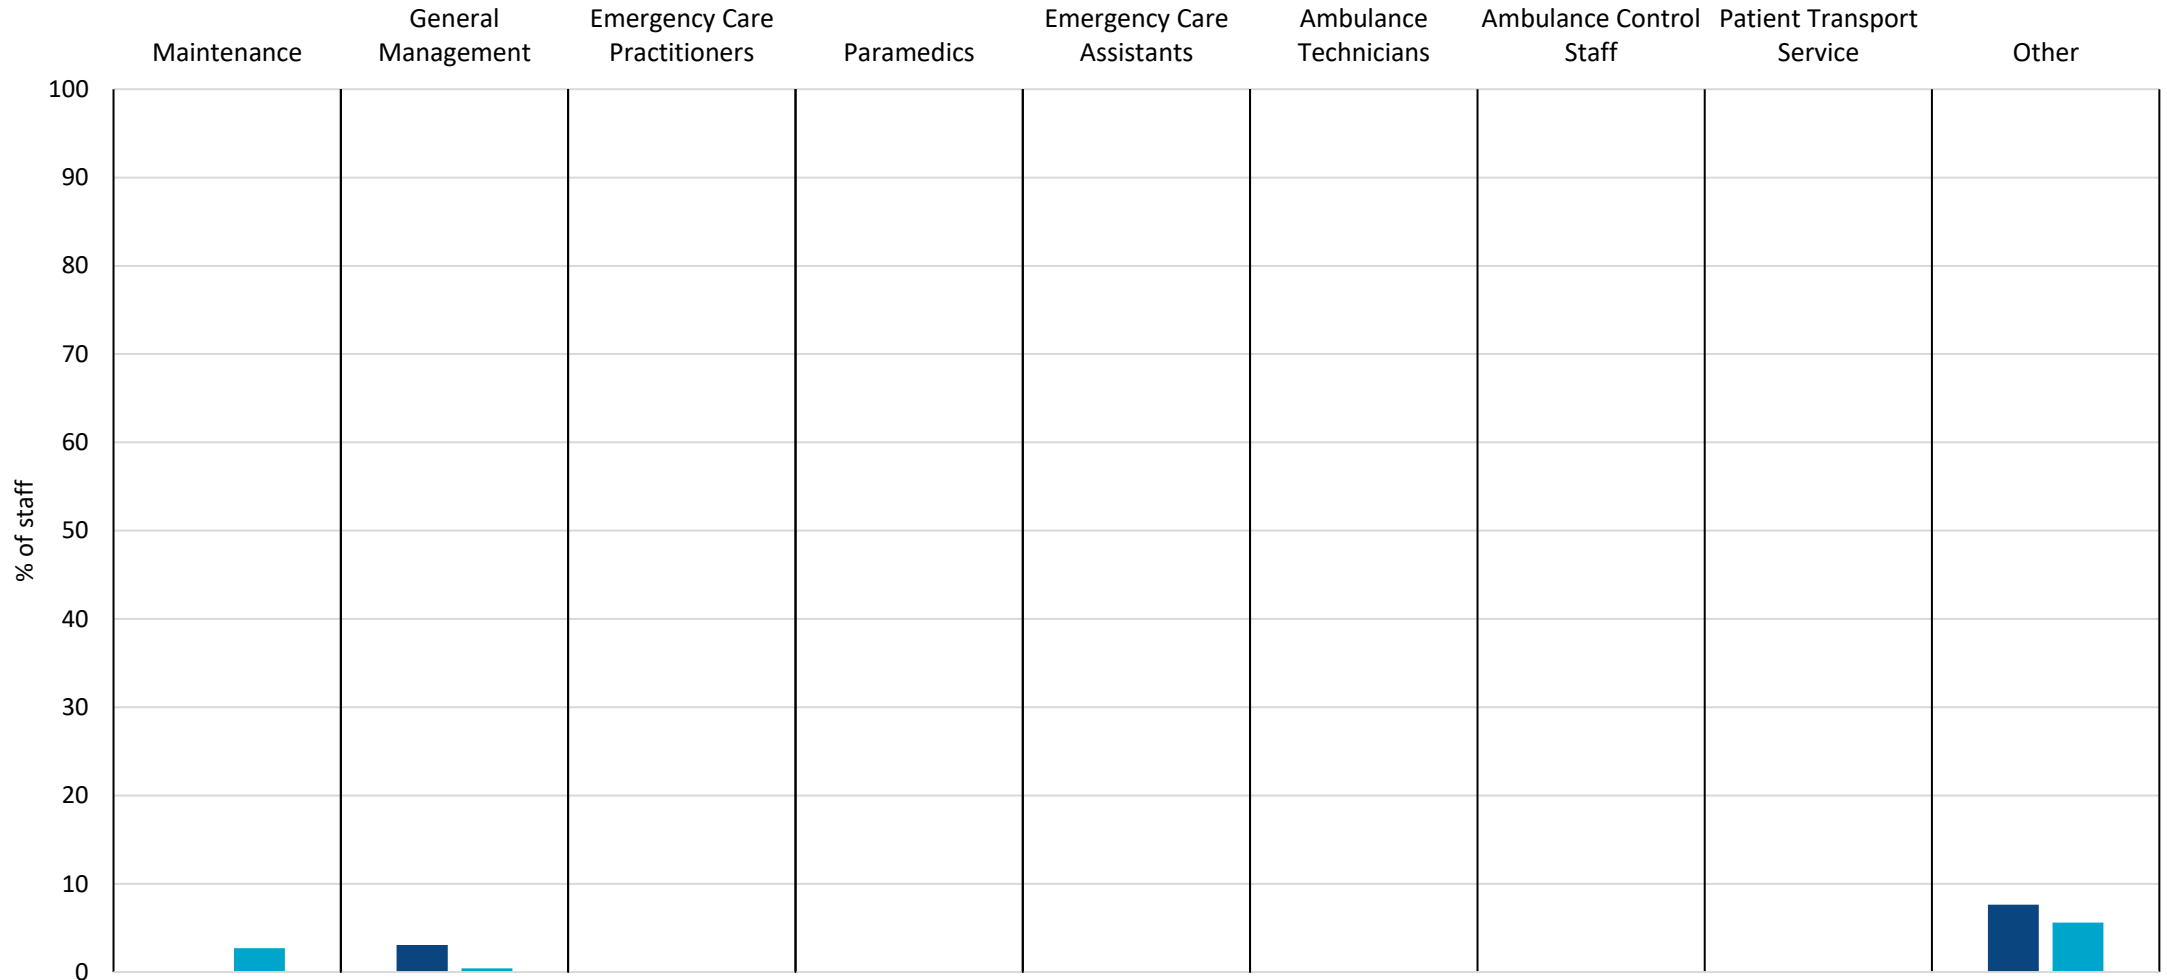 Maintenance
General
Management
Emergency Care
Practitioners
Paramedics
Emergency Care
Assistants
Ambulance
Technicians
Ambulance Control
Staff
Patient Transport
Service
Other
100
90
80
70
60
50
40
30
20
10
0
% of staff